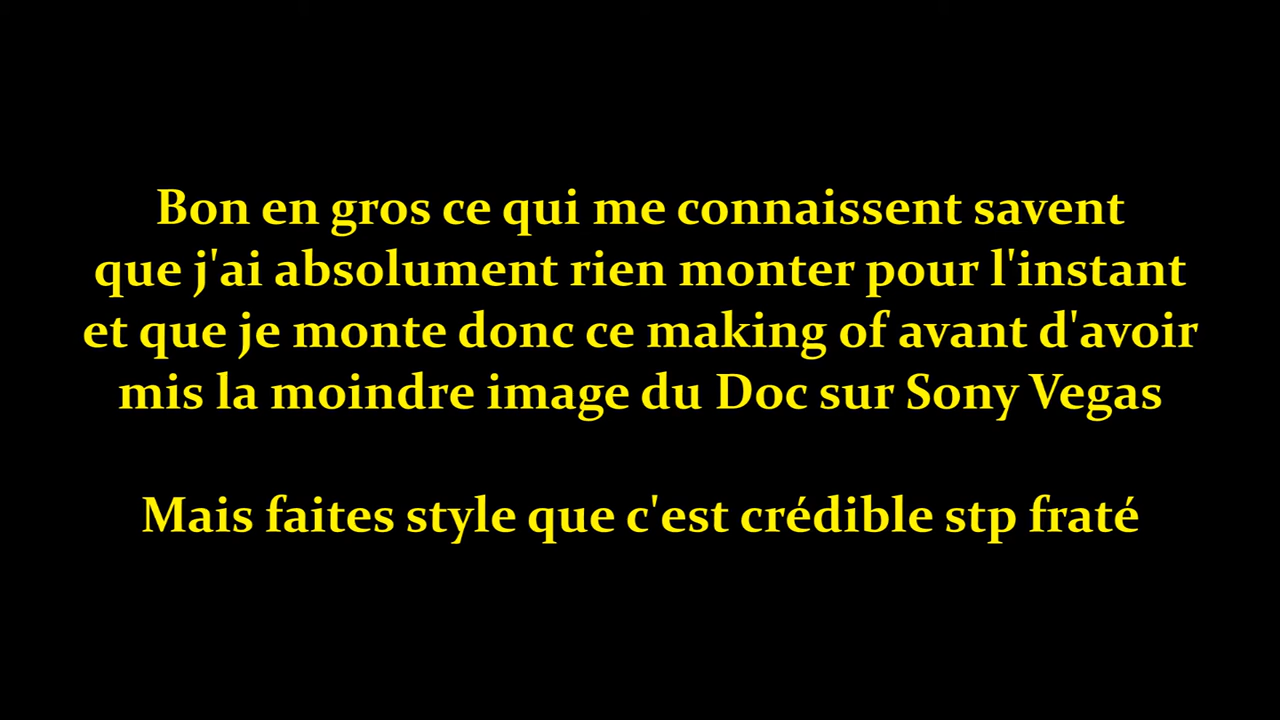 Bon en gros ce qui me connaissent savent
que j'ai absolument rien monter pour l'instant
et que je monte donc ce making of avant d'avoir
mis la moindre image du Doc sur Sony Vegas
Mais faites style que c'est crédible stp fraté